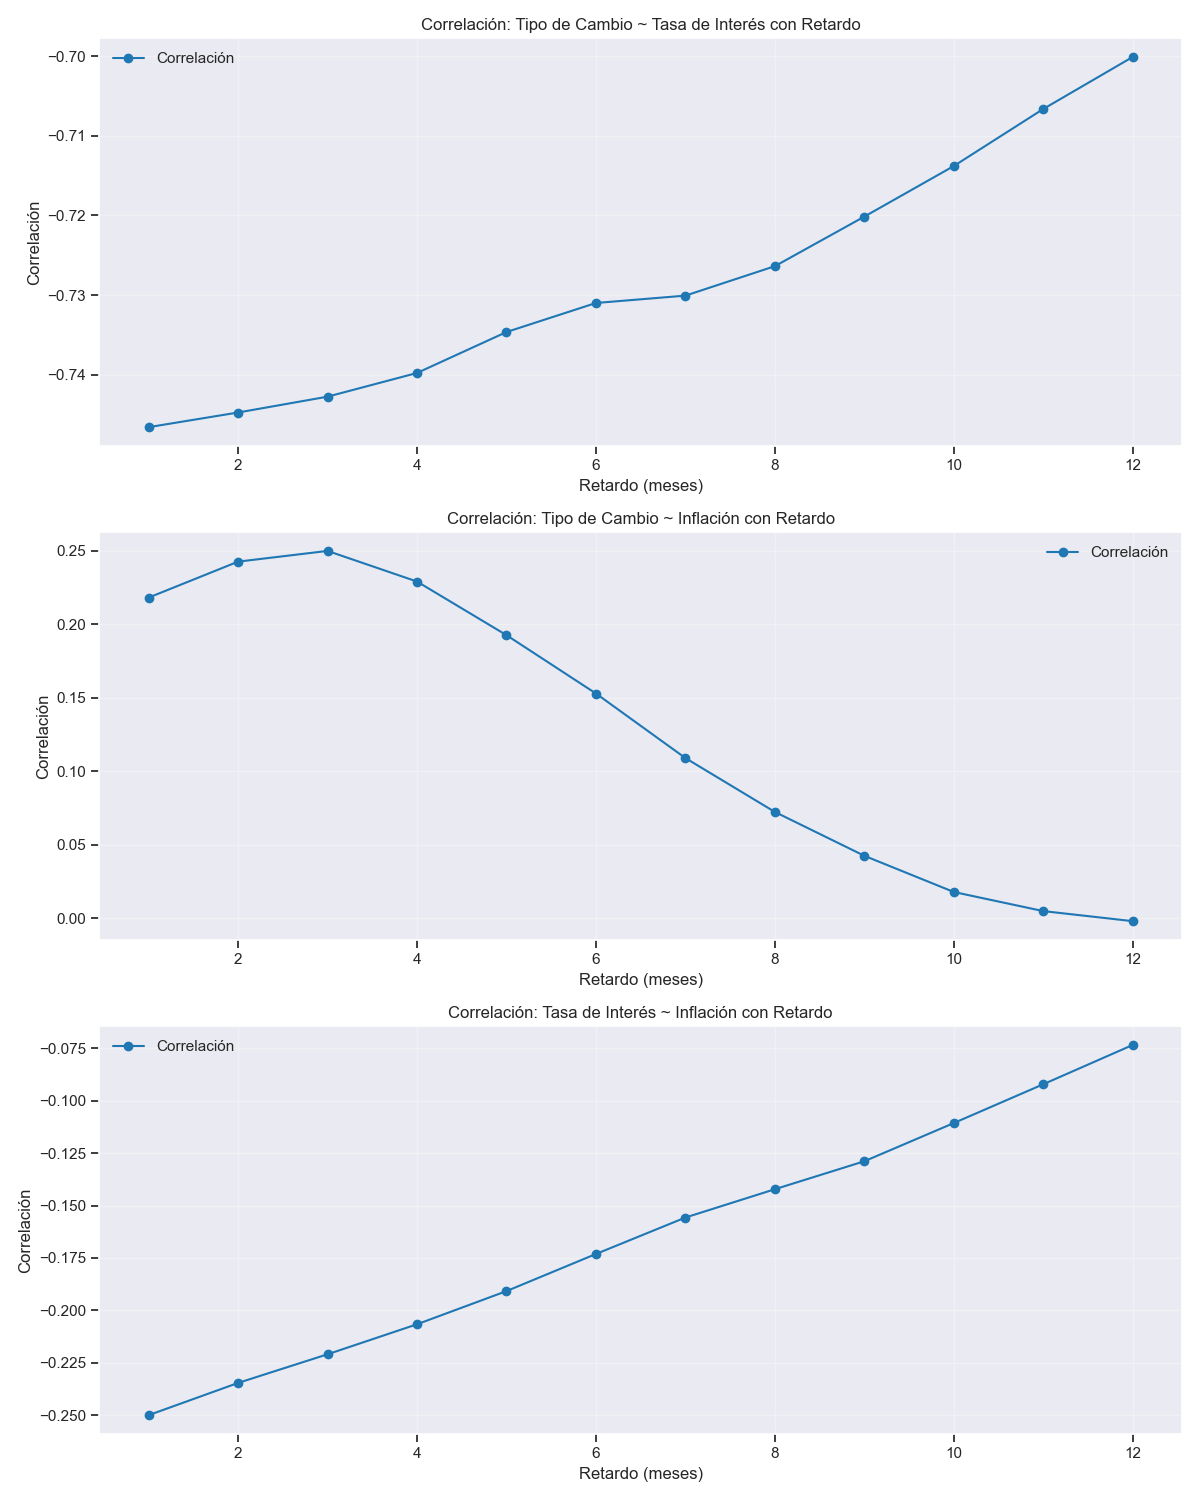 Correlación: Tipo de Cambio ~ Tasa de Interés con Retardo
Correlación
−0.70
−0.71
−0.72
−0.73
−0.74
Correlación
2 4 6 8 10 12
Retardo (meses)
Correlación: Tipo de Cambio ~ Inflación con Retardo
Correlación
0.25
0.20
0.15
0.10
0.05
0.00
Correlación
2 4 6 8 10 12
Retardo (meses)
Correlación: Tasa de Interés ~ Inflación con Retardo
Correlación
−0.075
−0.100
−0.125
−0.150
−0.175
−0.200
−0.225
−0.250
Correlación
2 4 6 8 10 12
Retardo (meses)